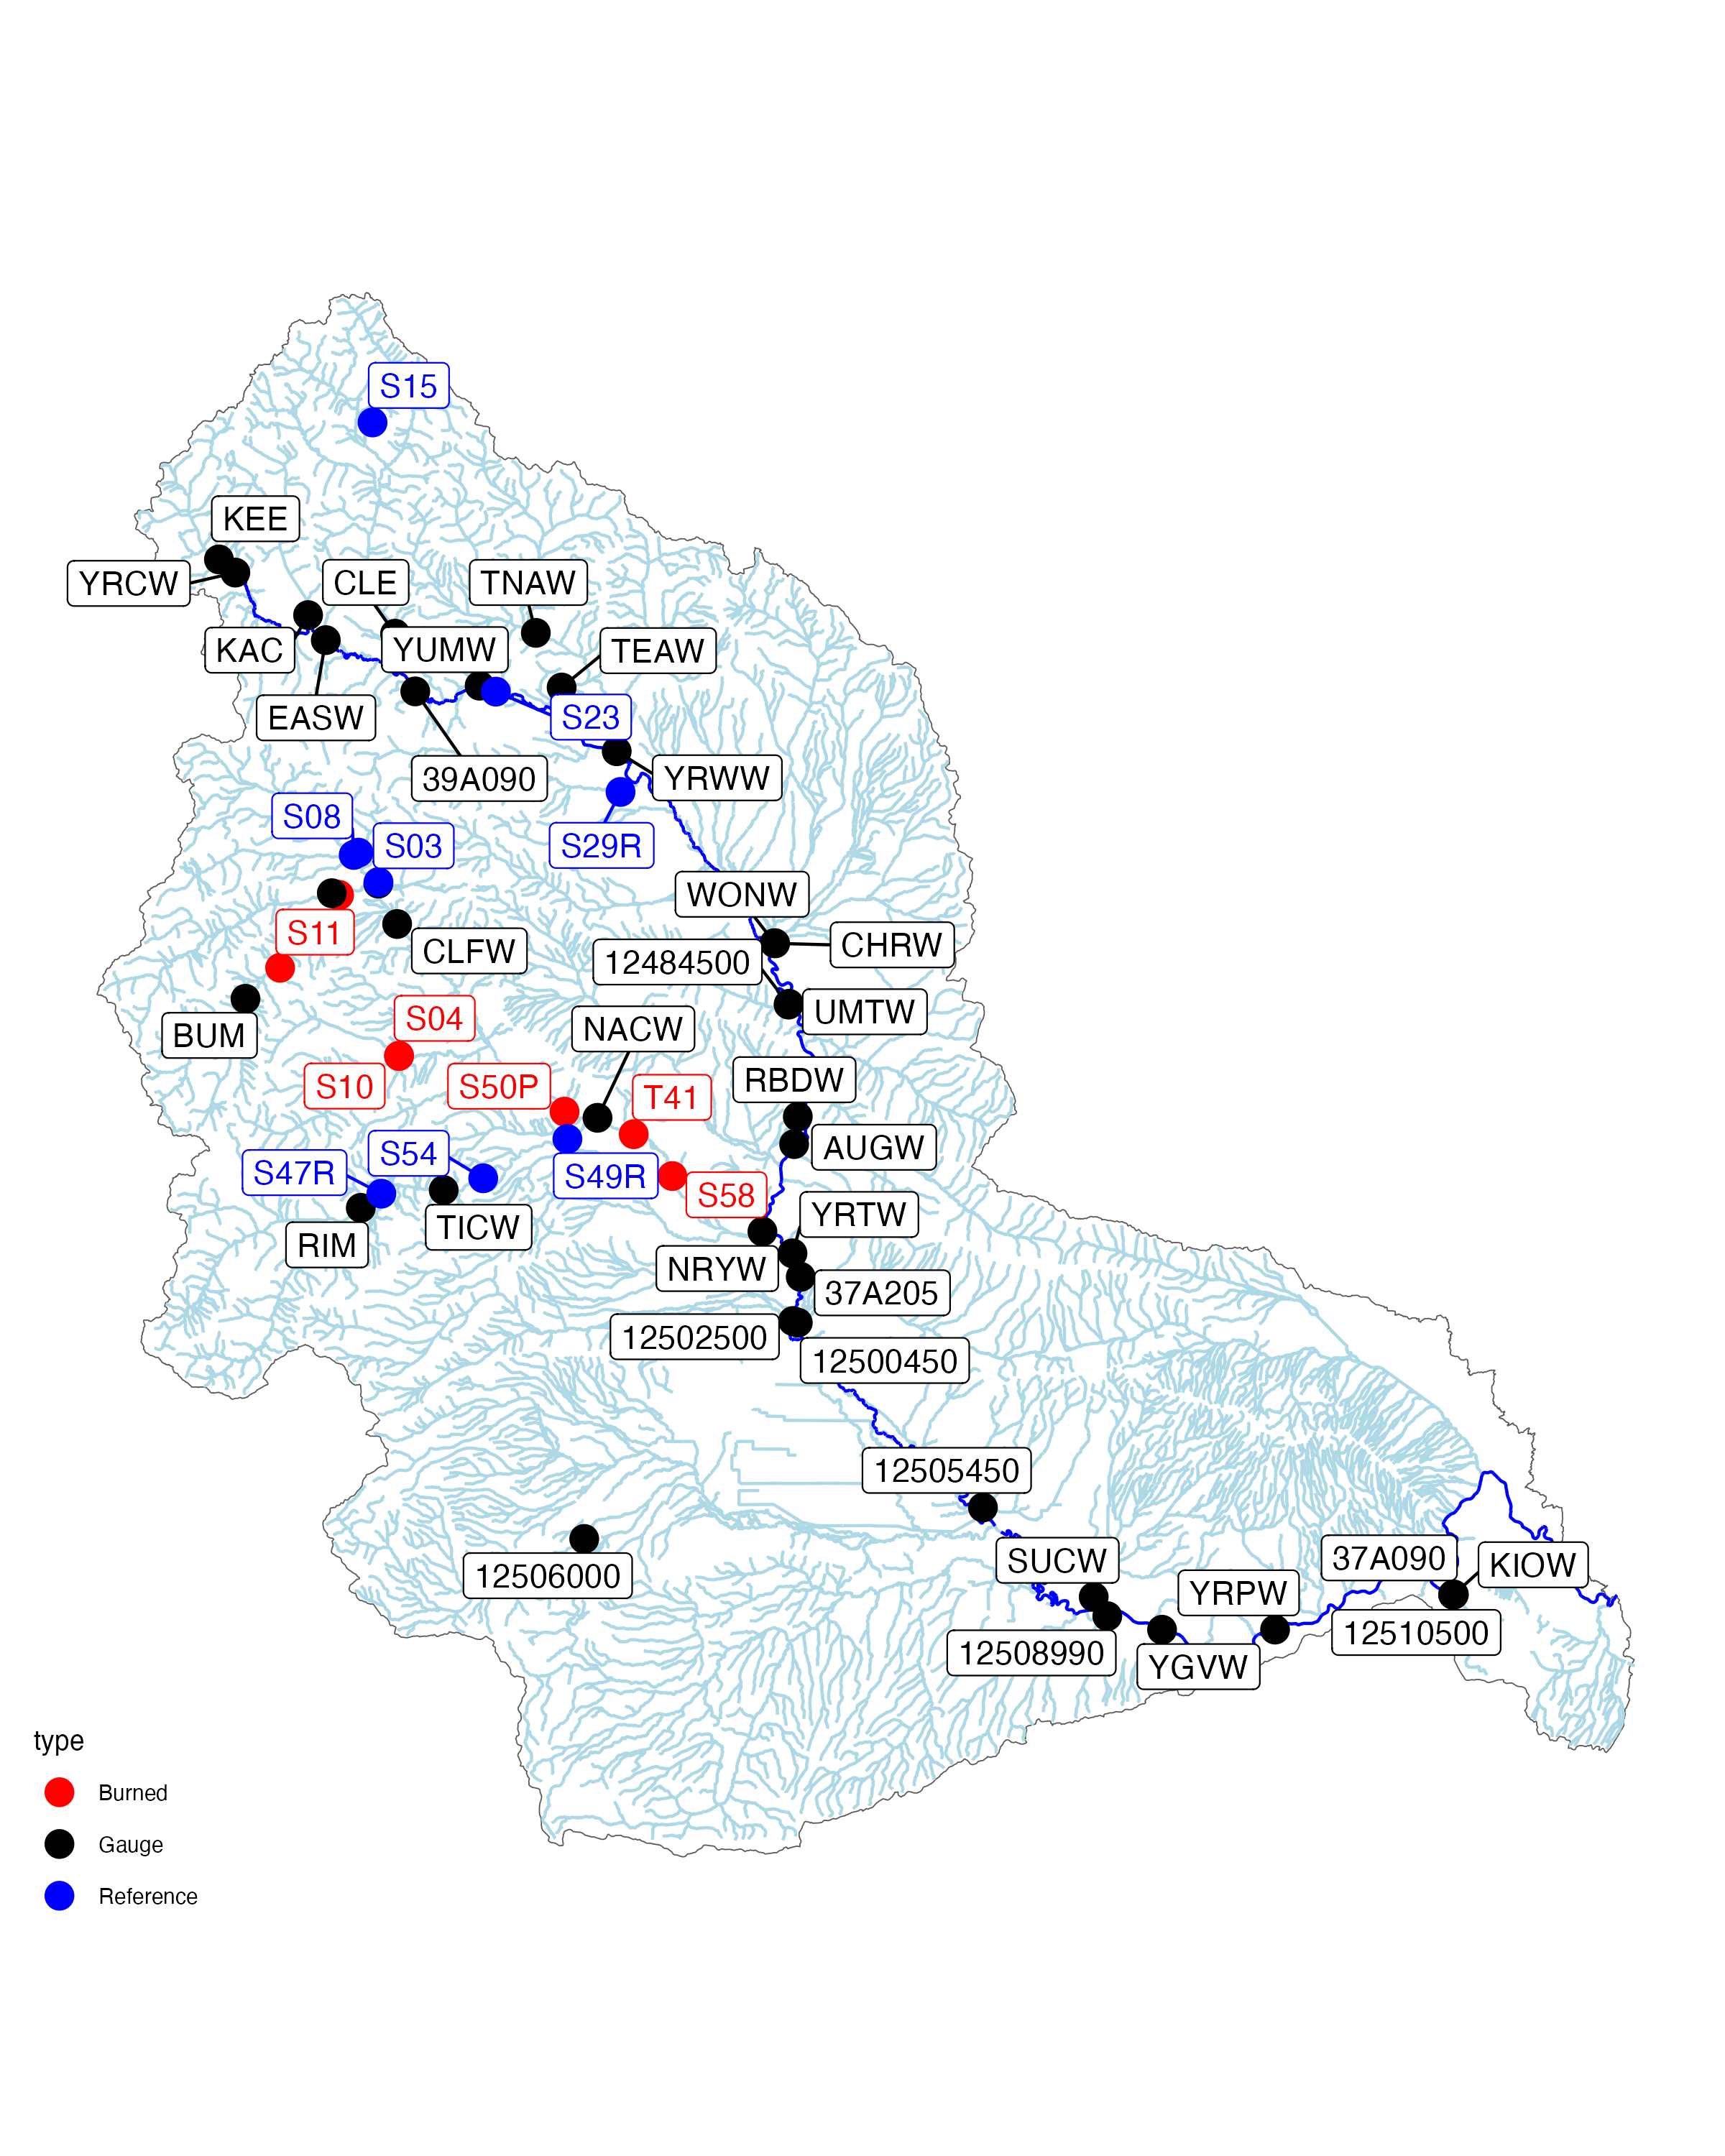 S15
KEE
YRCW
CLE
TNAW
KAC
YUMW
TEAW
EASW
S23
39A090
YRWW
S08
S03
S29R
WONW
S11
CLFW
CHRW
12484500
BUM
S04
NACW
UMTW
S10
S50P
T41
RBDW
S54
S47R
S49R
AUGW
S58
TICW
YRTW
RIM
NRYW
37A205
12502500
12500450
12505450
12506000
SUCW
37A090
KIOW
YRPW
12508990
YGVW
12510500
type
Burned
Gauge
Reference